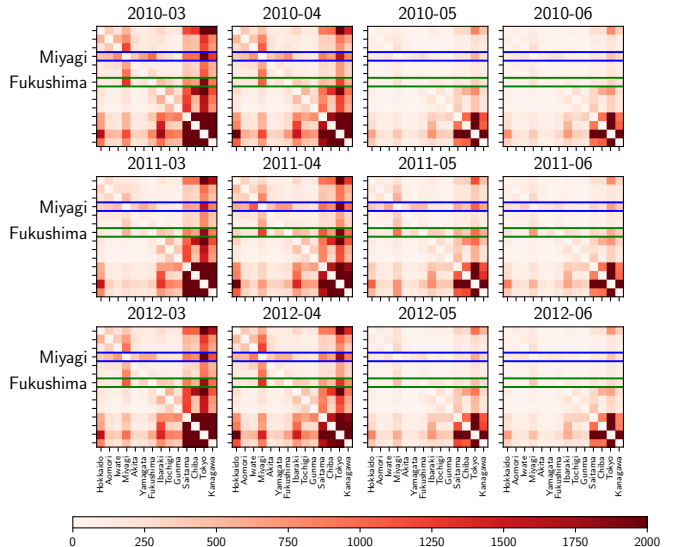 2010-03 2010-04 2010-05 2010-06
Miyagi
Fukushima
2011-03 2011-04 2011-05 2011-06
Miyagi
Fukushima
2012-03 2012-04 2012-05 2012-06
Miyagi
Fukushima
Hokkaido Aomori Iwate Miyagi Akita Yamagata Fukushima Ibaraki Tochigi Gunma Saitama Chiba Tokyo Kanagawa Hokkaido Aomori Iwate Miyagi Akita Yamagata Fukushima Ibaraki Tochigi Gunma Saitama Chiba Tokyo Kanagawa Hokkaido Aomori Iwate Miyagi Akita Yamagata Fukushima Ibaraki Tochigi Gunma Saitama Chiba Tokyo Kanagawa Hokkaido Aomori Iwate Miyagi Akita Yamagata Fukushima Ibaraki Tochigi Gunma Saitama Chiba Tokyo Kanagawa
0 250 500 750 1000 1250 1500 1750 2000